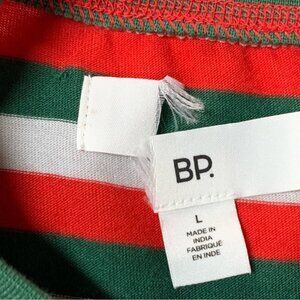 BP.
L
MADE IN
INDIA
FABRIQUÉ
EN INDE